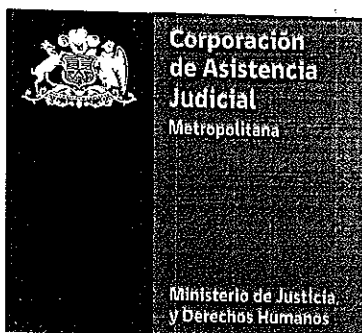 Corporación
de Asistencia
Judicial
Metropolitana
Ministerio de Justicia
y Derechos Humanos